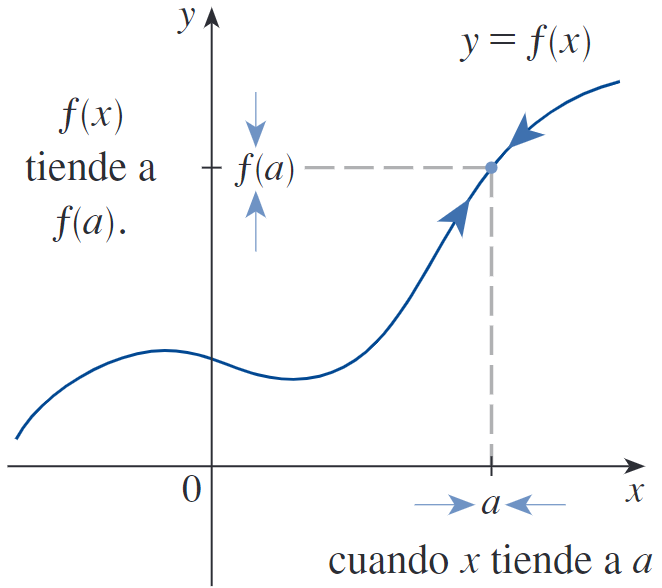 y
y = f(x)
f(x)
tiende a
f(a).
f(a)
0
a
x
cuando x tiende a a